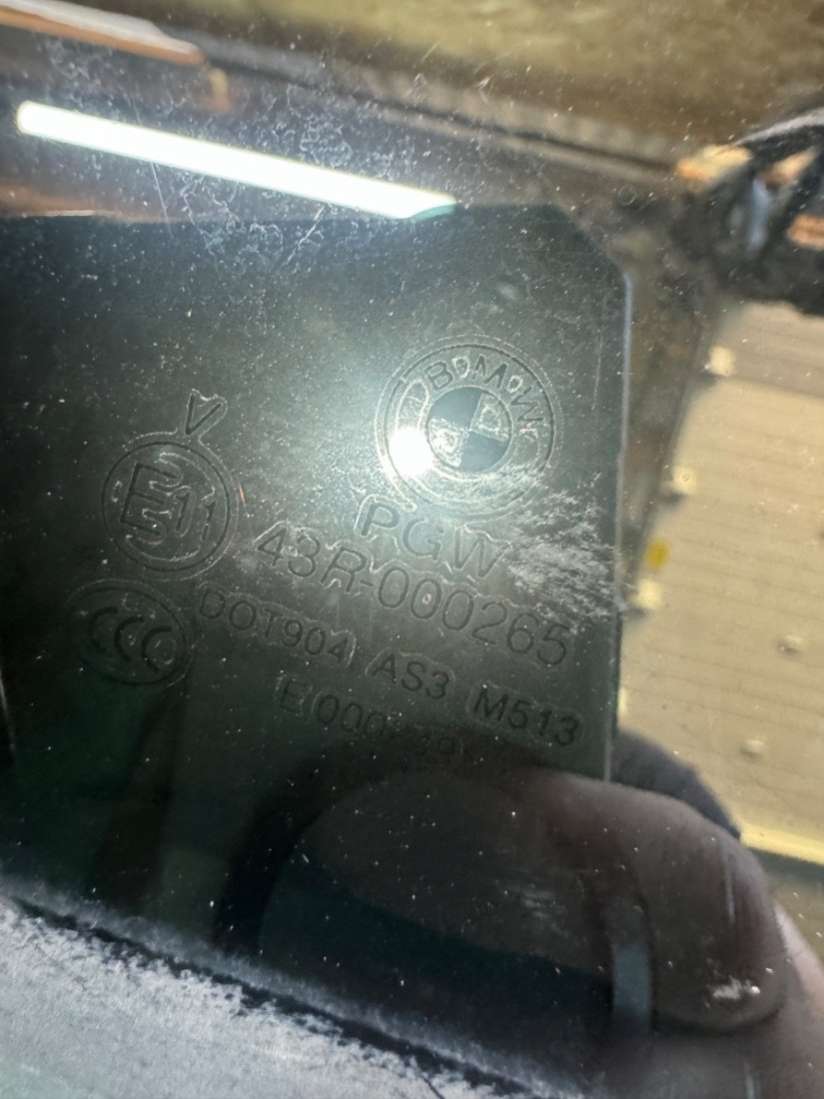 BMW
V
E11
PGW
43R-000265
CCC
DOT904 AS3 M513